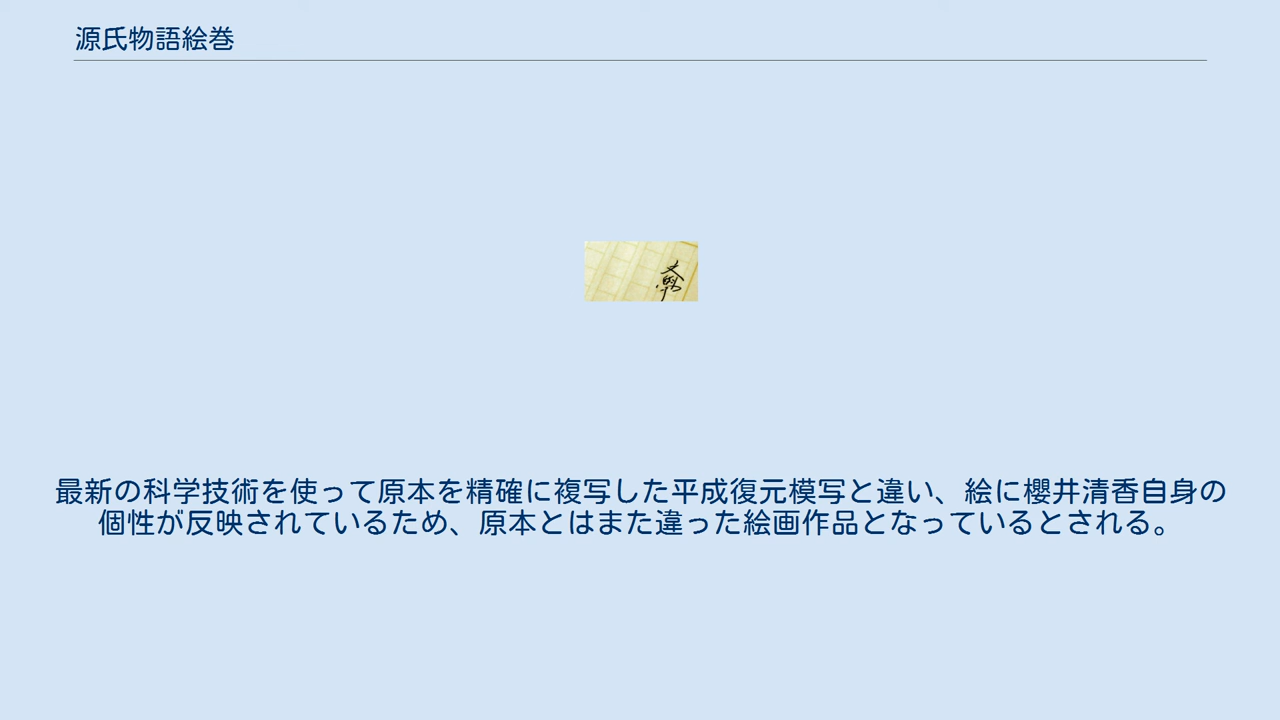 源氏物語絵巻
最新の科学技術を使って原本を精確に複写した平成復元模写と違い、絵に櫻井清香自身の
個性が反映されているため、原本とはまた違った絵画作品となっているとされる。